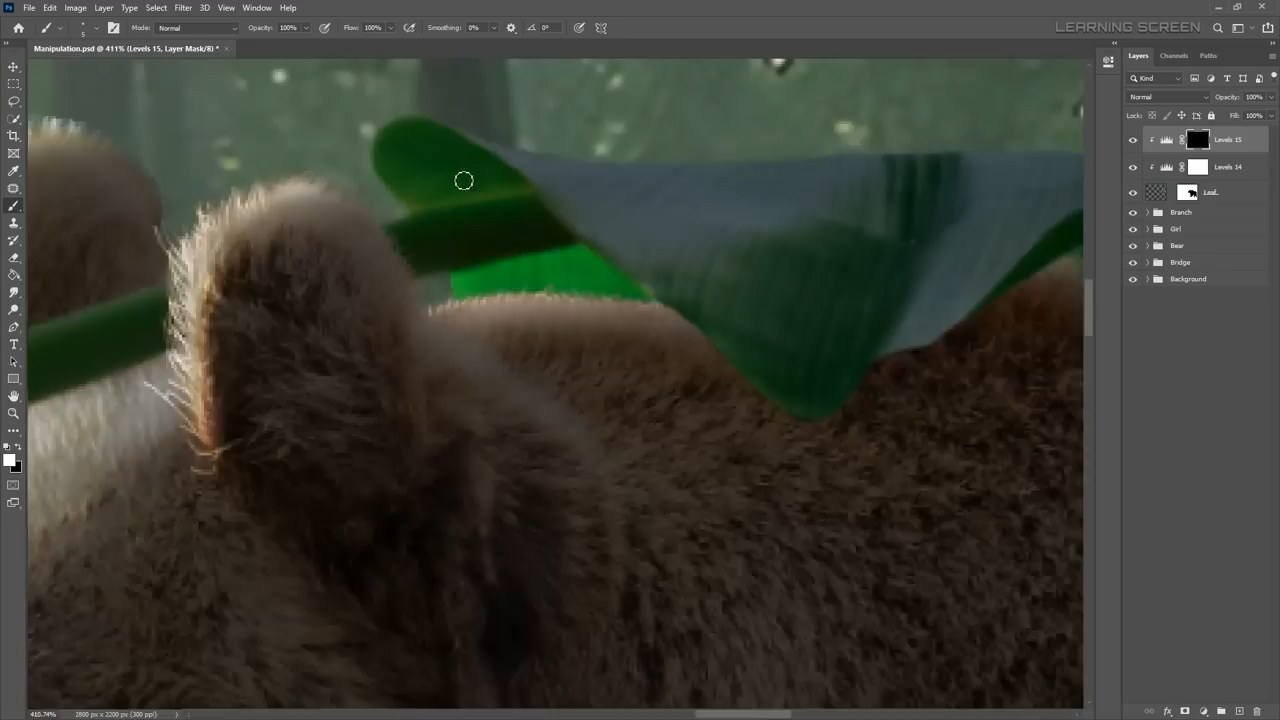 File Edit Image Layer Type Select Filter 3D View Window Help
5 Mode: Normal Opacity: 100% Flow: 100% Smoothing: 0% 0° LEARNING SCREEN
Manipulation.psd @ 411% (Levels 15, Layer Mask/8) * ×
Layers Channels Paths
Kind
Normal Opacity: 100%
Lock: Fill: 100%
Levels 15
Levels 14
Leaf..
Branch
Girl
Bear
Bridge
Background
410.74% 2800 px x 2200 px (300 ppi)